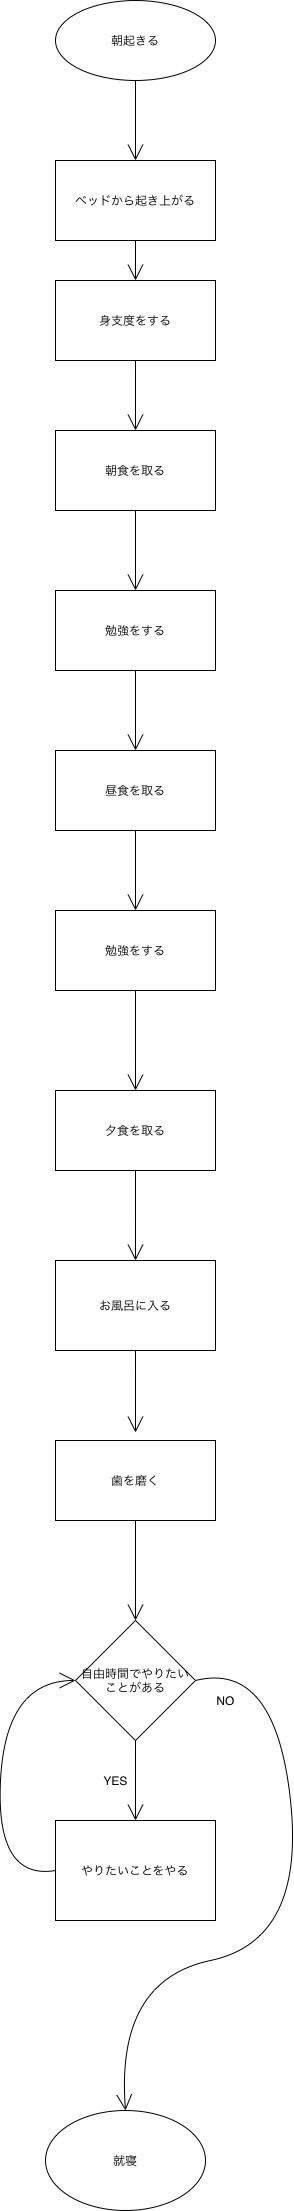 朝起きる
ベッドから起き上がる
身支度をする
朝食を取る
勉強をする
昼食を取る
勉強をする
夕食を取る
お風呂に入る
歯を磨く
自由時間でやりたい
ことがある
NO
YES
やりたいことをやる
就寝